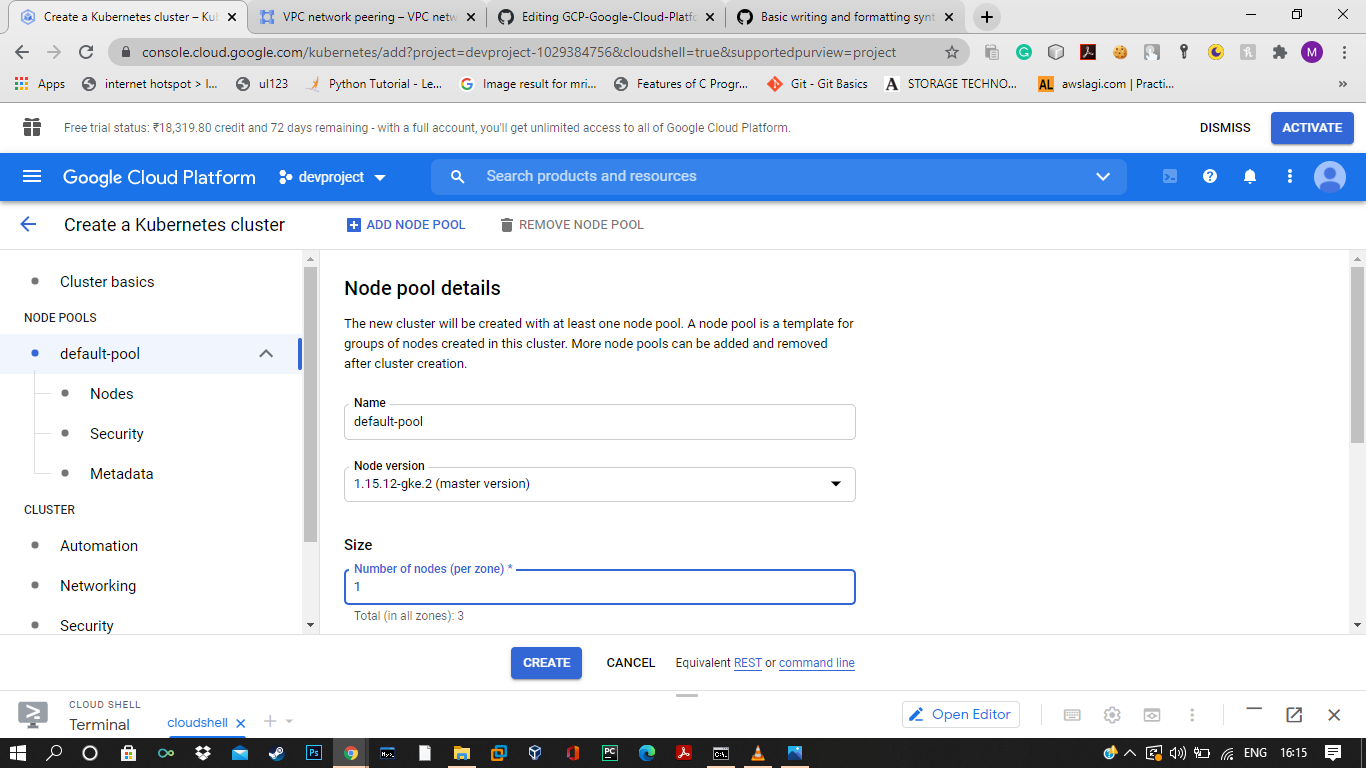 Create a Kubernetes cluster – Ku
VPC network peering – VPC netw
Editing GCP-Google-Cloud-Platfo
Basic writing and formatting synt
console.cloud.google.com/kubernetes/add?project=devproject-1029384756&cloudshell=true&supportedpurview=project
M
Apps
internet hotspot > I...
ul123
Python Tutorial - Le...
Image result for mri...
Features of C Progr...
Git - Git Basics
STORAGE TECHNO...
awslagi.com | Practi...
»
Free trial status: ₹18,319.80 credit and 72 days remaining - with a full account, you'll get unlimited access to all of Google Cloud Platform.
DISMISS
ACTIVATE
Google Cloud Platform
devproject
Search products and resources
Create a Kubernetes cluster
ADD NODE POOL
REMOVE NODE POOL
Cluster basics
NODE POOLS
default-pool
Nodes
Security
Metadata
CLUSTER
Automation
Networking
Security
Node pool details
The new cluster will be created with at least one node pool. A node pool is a template for
groups of nodes created in this cluster. More node pools can be added and removed
after cluster creation.
Name
default-pool
Node version
1.15.12-gke.2 (master version)
Size
Number of nodes (per zone) *
1
Total (in all zones): 3
CREATE
CANCEL
Equivalent REST or command line
CLOUD SHELL
Terminal
cloudshell
Open Editor
ENG
16:15